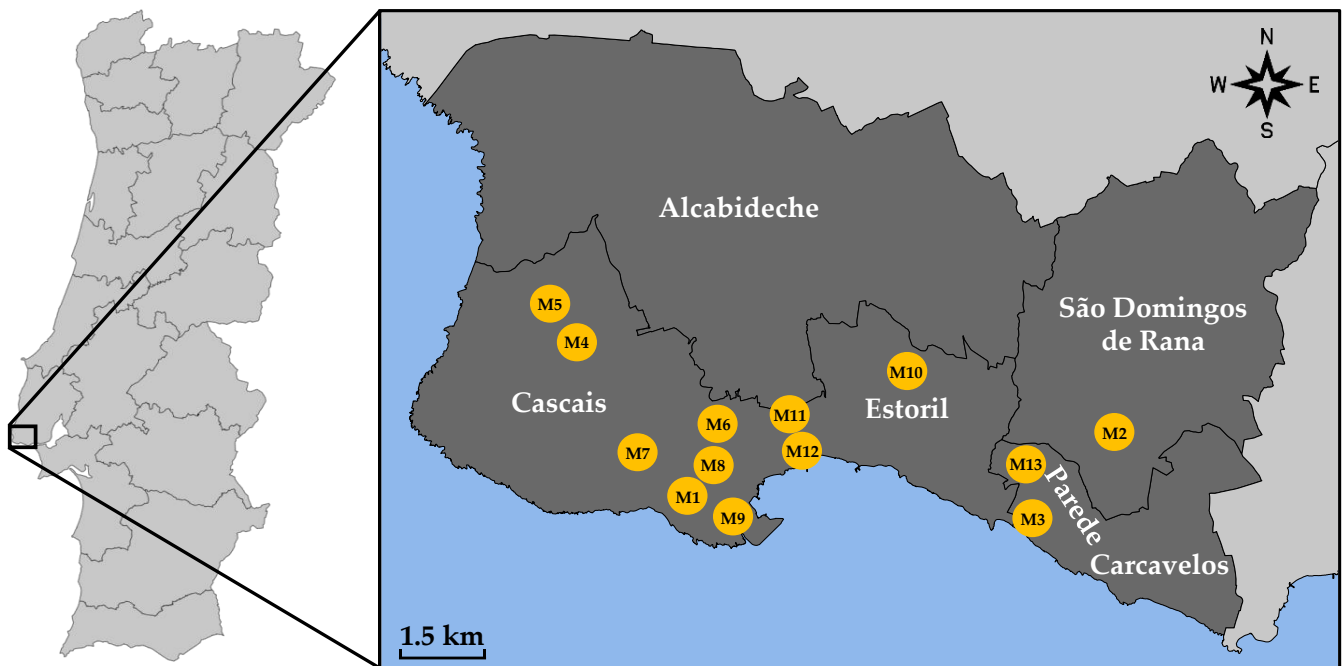 N
W E
S
Alcabideche
São Domingos
de Rana
M5
M4
M10
Cascais
Estoril
M11
M6
M2
M12
M7
M8
M13
M1
Parede
M9
M3
Carcavelos
1.5 km